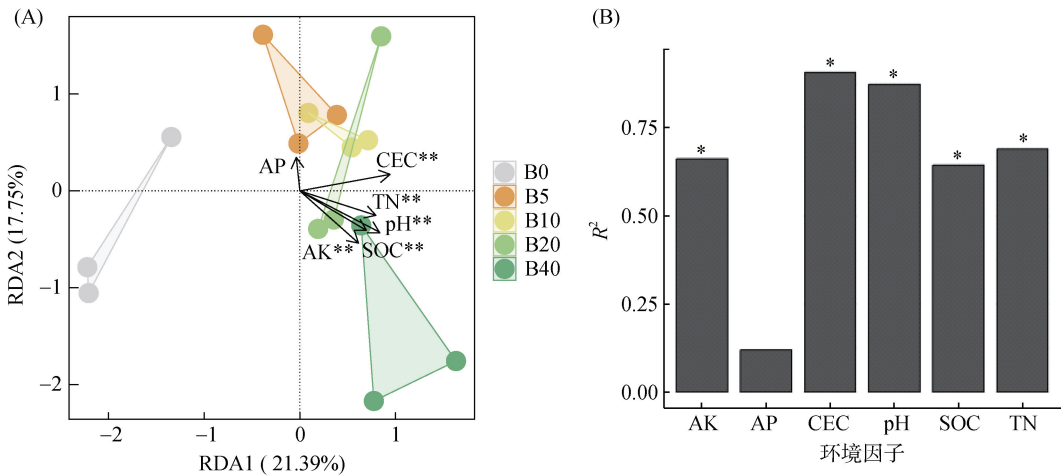 (A)
1
0
−1
−2
RDA2 (17.75%)
AP
CEC**
TN**
pH**
AK**
SOC**
−2
−1
0
1
RDA1 ( 21.39%)
B0
B5
B10
B20
B40
(B)
0.75
0.50
0.25
0.00
R²
*
*
*
*
*
AK
AP
CEC
pH
SOC
TN
环境因子